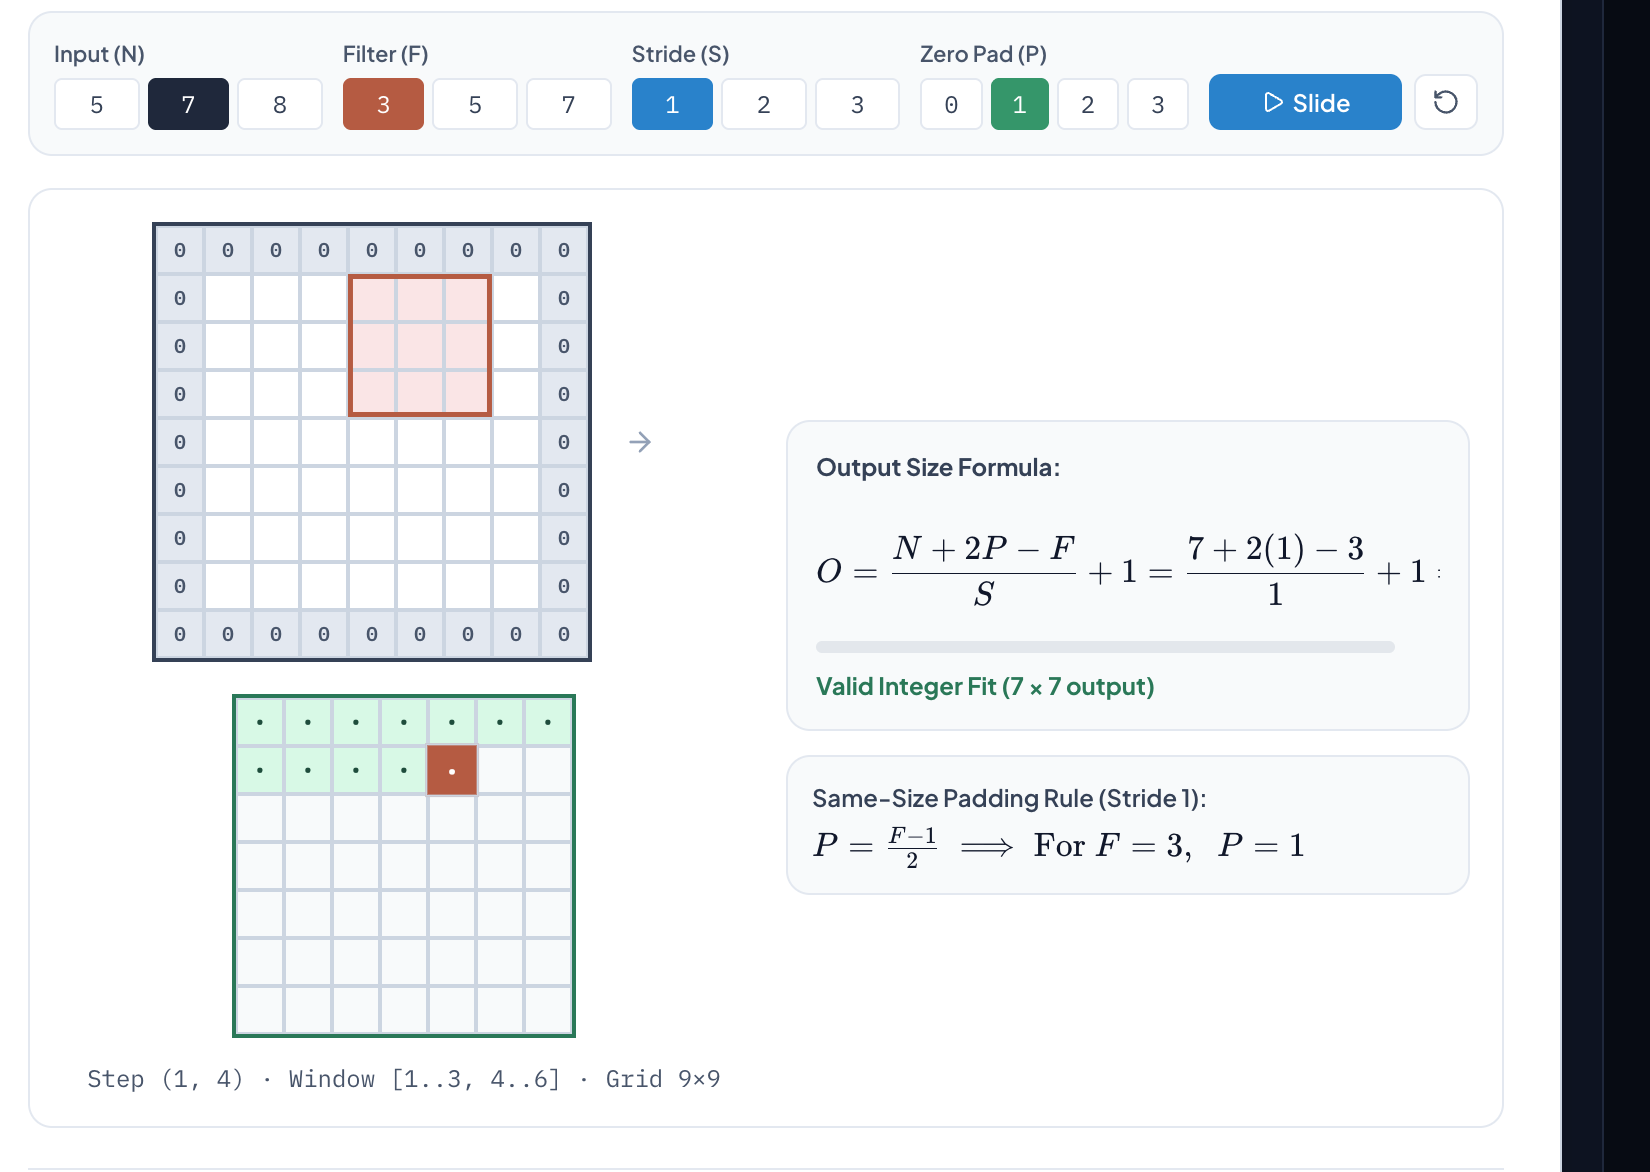 Input (N) Filter (F) Stride (S) Zero Pad (P)
5 7 8 3 5 7 1 2 3 0 1 2 3 Slide
0 0 0 0 0 0 0 0 0
0 0
0 0
0 0
0 0
0 0
0 0
0 0
0 0 0 0 0 0 0 0 0
Step (1, 4) · Window [1..3, 4..6] · Grid 9×9
Output Size Formula:
O = \frac{N + 2P − F}{S} + 1 = \frac{7 + 2(1) − 3}{1} + 1
Valid Integer Fit (7 × 7 output)
Same-Size Padding Rule (Stride 1):
P = \frac{F−1}{2} ⟹ For F = 3, P = 1